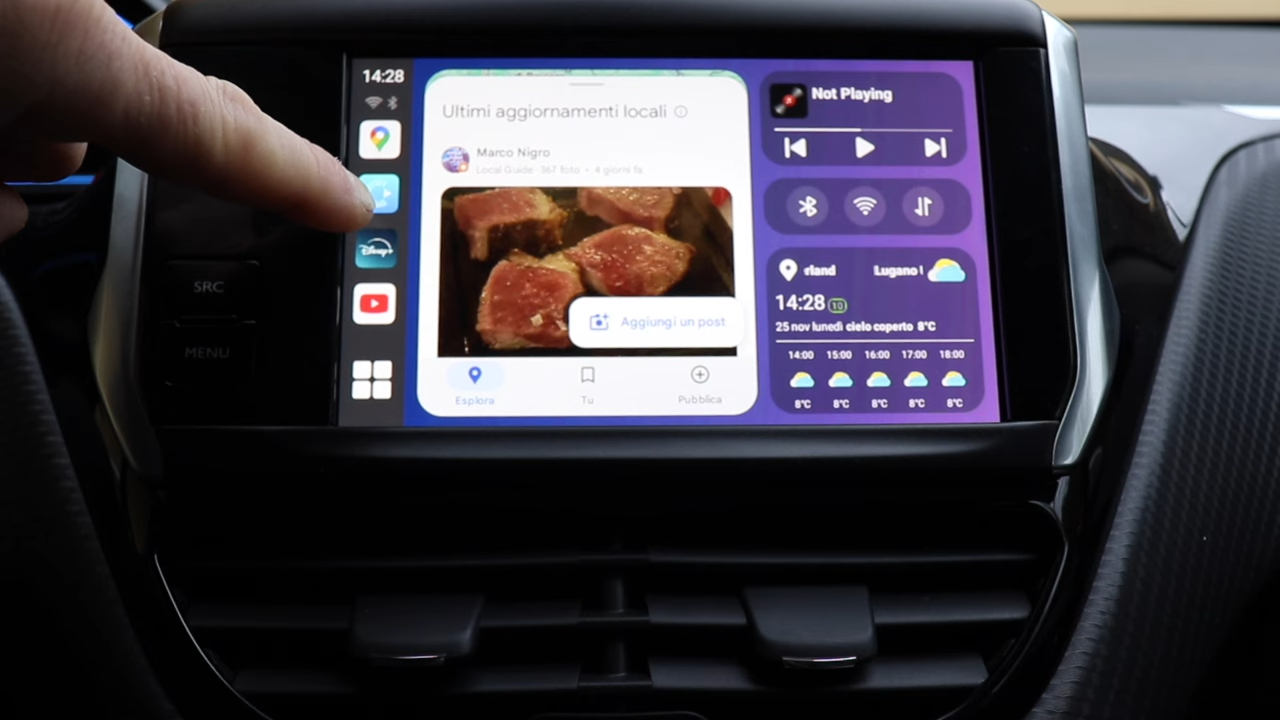 14:28
Ultimi aggiornamenti locali
Marco Nigro
Local Guide · 367 foto • 4 giorni fa
Disney+
Aggiungi un post
Esplora
Tu
Pubblica
Not Playing
erland
Lugano
14:28 10
25 nov lunedì cielo coperto 8°C
14:00 15:00 16:00 17:00 18:00
8°C 8°C 8°C 8°C 8°C
SRC
MENU